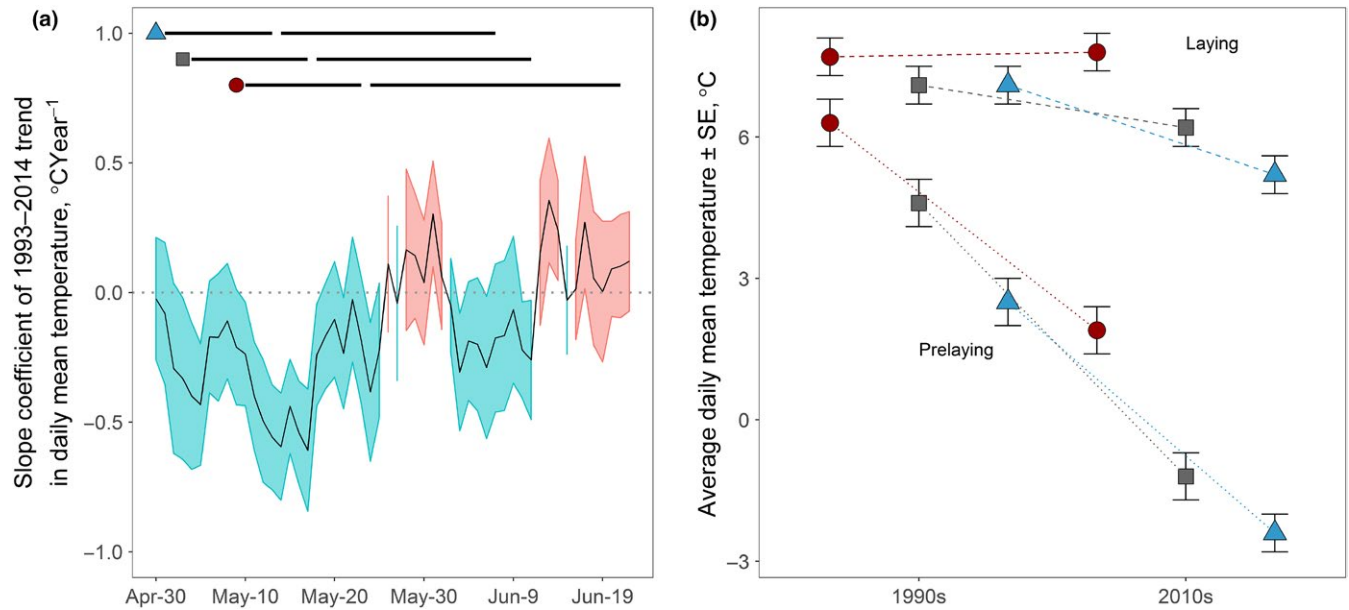 (a)
Slope coefficient of 1993–2014 trend
in daily mean temperature, °CYear⁻¹
1.0
0.5
0.0
−0.5
−1.0
Apr-30
May-10
May-20
May-30
Jun-9
Jun-19
(b)
Average daily mean temperature ± SE, °C
6
3
0
−3
Laying
Prelaying
1990s
2010s